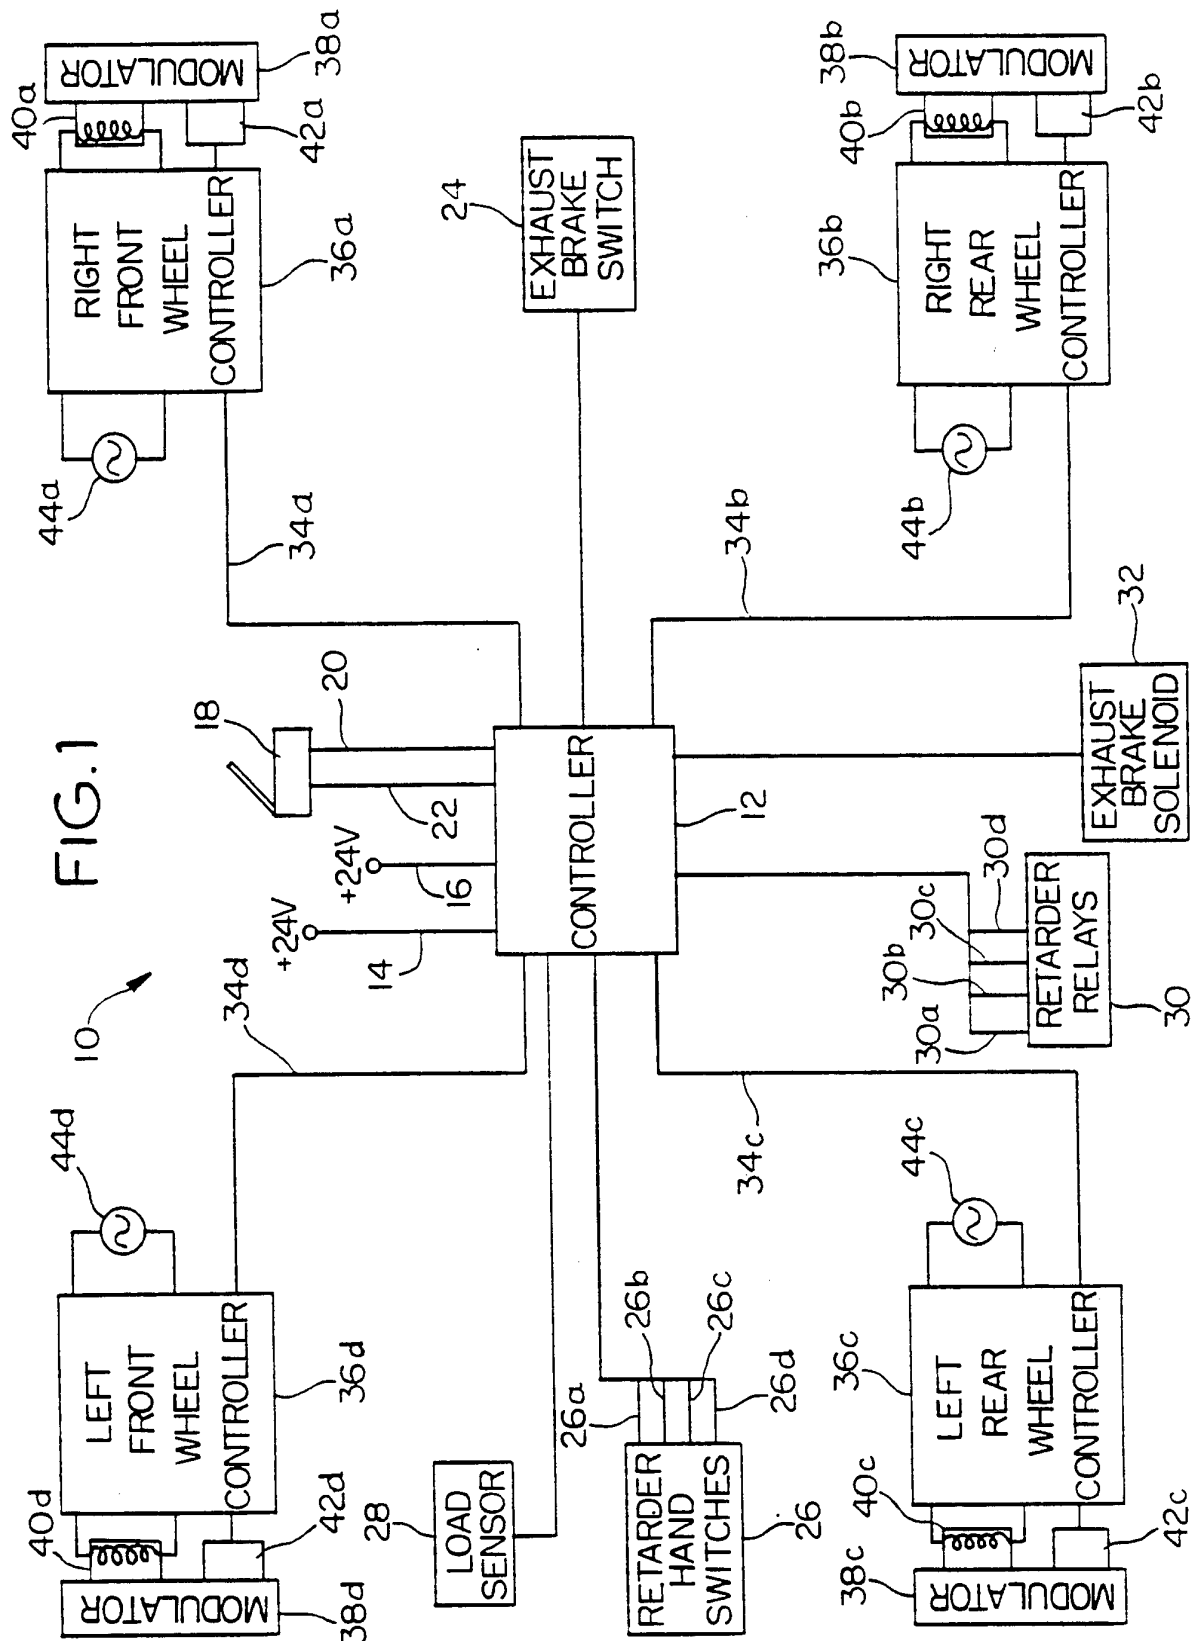 FIG.1
10
44d
LEFT
FRONT
WHEEL
CONTROLLER
40d
MODULATOR
38d
42d
36d
34d
+24V
14
+24V
16
18
22
20
CONTROLLER
12
34a
44a
RIGHT
FRONT
WHEEL
CONTROLLER
36a
40a
MODULATOR
38a
42a
24
EXHAUST
BRAKE
SWITCH
28
LOAD
SENSOR
RETARDER
HAND
SWITCHES
26
26a
26b
26c
26d
34c
44c
LEFT
REAR
WHEEL
CONTROLLER
36c
40c
MODULATOR
38c
42c
30a
30b
30c
30d
RETARDER
RELAYS
30
EXHAUST
BRAKE
SOLENOID
32
34b
44b
RIGHT
REAR
WHEEL
CONTROLLER
36b
40b
MODULATOR
38b
42b